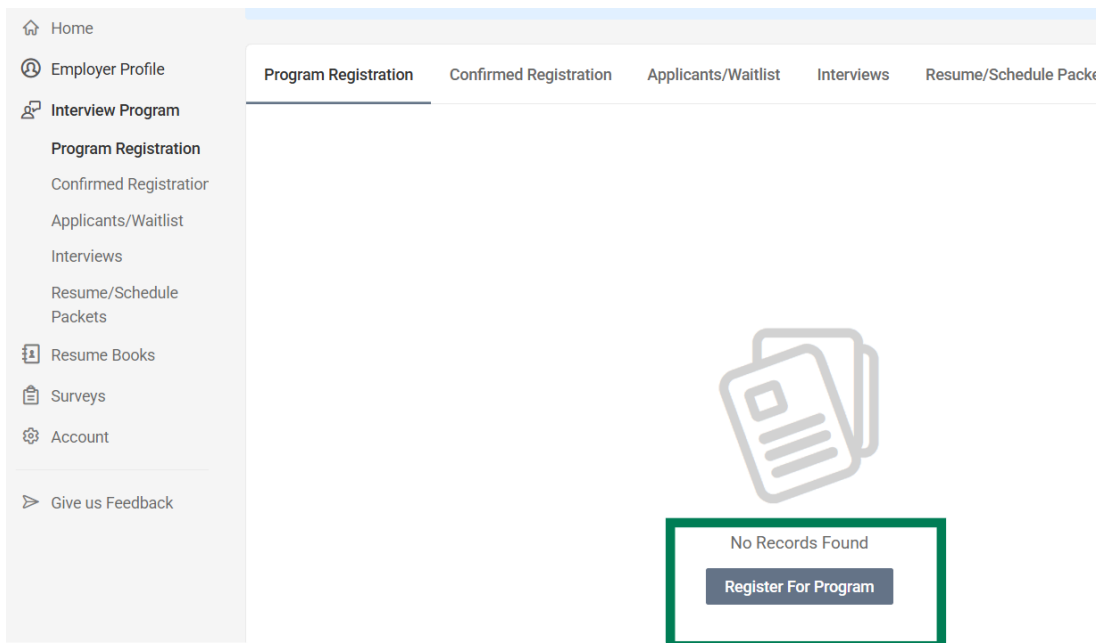 Home
Employer Profile
Interview Program
Program Registration
Confirmed Registration
Applicants/Waitlist
Interviews
Resume/Schedule
Packets
Resume Books
Surveys
Account
Give us Feedback
Program Registration Confirmed Registration Applicants/Waitlist Interviews Resume/Schedule Packe
No Records Found
Register For Program